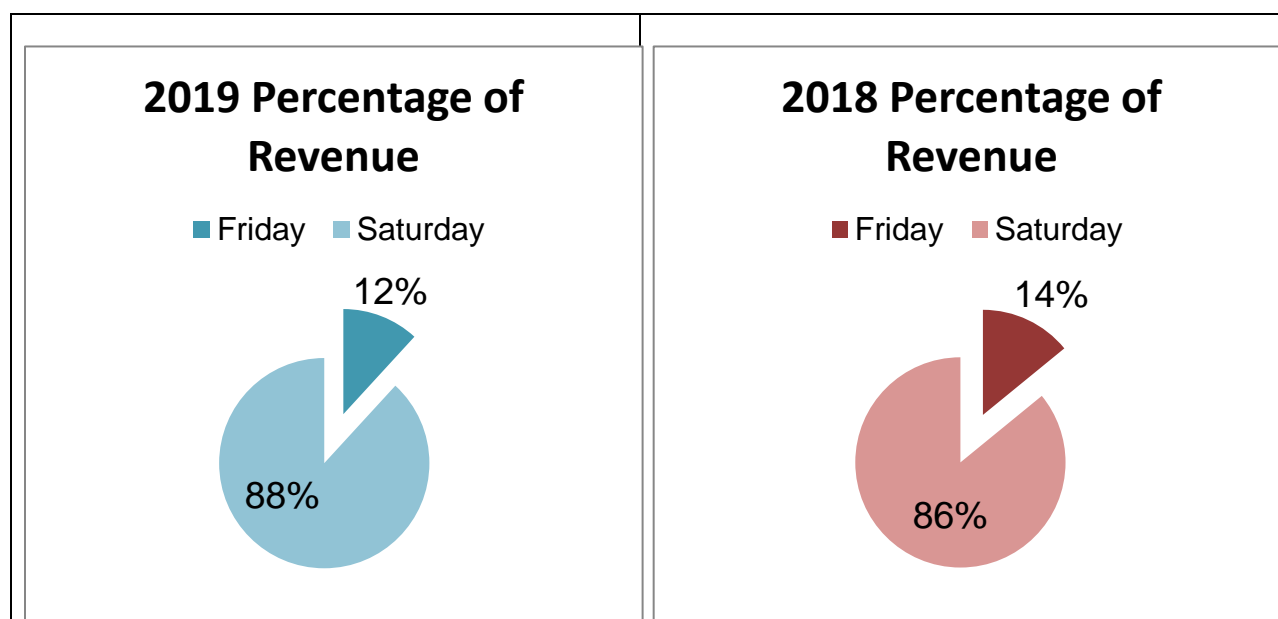 2019 Percentage of
Revenue
Friday Saturday
12%
88%
2018 Percentage of
Revenue
Friday Saturday
14%
86%